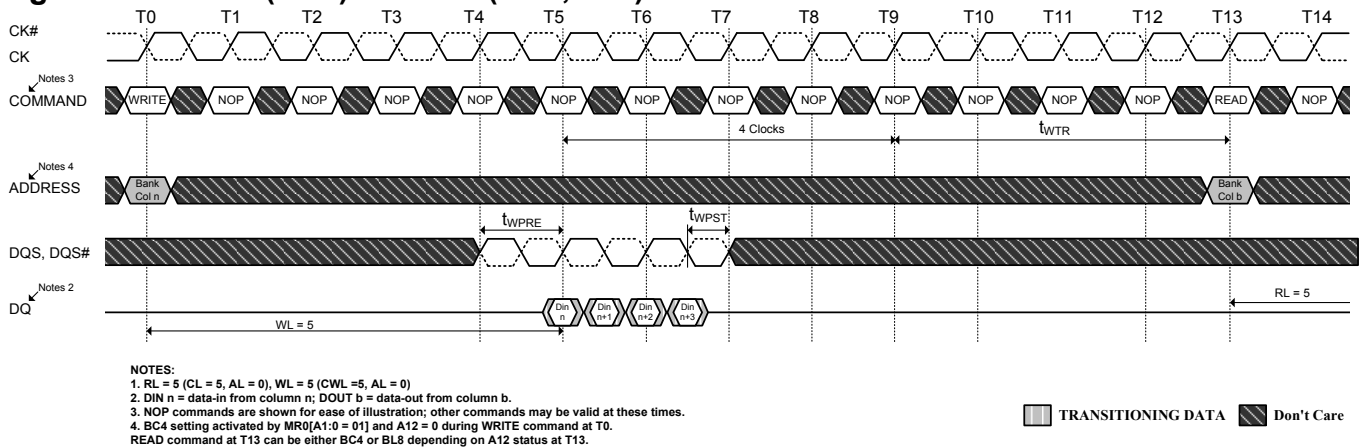 T0 T1 T2 T3 T4 T5 T6 T7 T8 T9 T10 T11 T12 T13 T14
CK#
CK
Notes 3
COMMAND
WRITE NOP NOP NOP NOP NOP NOP NOP NOP NOP NOP NOP NOP READ NOP
4 Clocks
tWTR
Notes 4
ADDRESS
Bank
Col n
Bank
Col b
tWPRE
tWPST
DQS, DQS#
Notes 2
DQ
Din
n
Din
n+1
Din
n+2
Din
n+3
RL = 5
WL = 5
NOTES:
1. RL = 5 (CL = 5, AL = 0), WL = 5 (CWL =5, AL = 0)
2. DIN n = data-in from column n; DOUT b = data-out from column b.
3. NOP commands are shown for ease of illustration; other commands may be valid at these times.
4. BC4 setting activated by MR0[A1:0 = 01] and A12 = 0 during WRITE command at T0.
READ command at T13 can be either BC4 or BL8 depending on A12 status at T13.
TRANSITIONING DATA
Don't Care